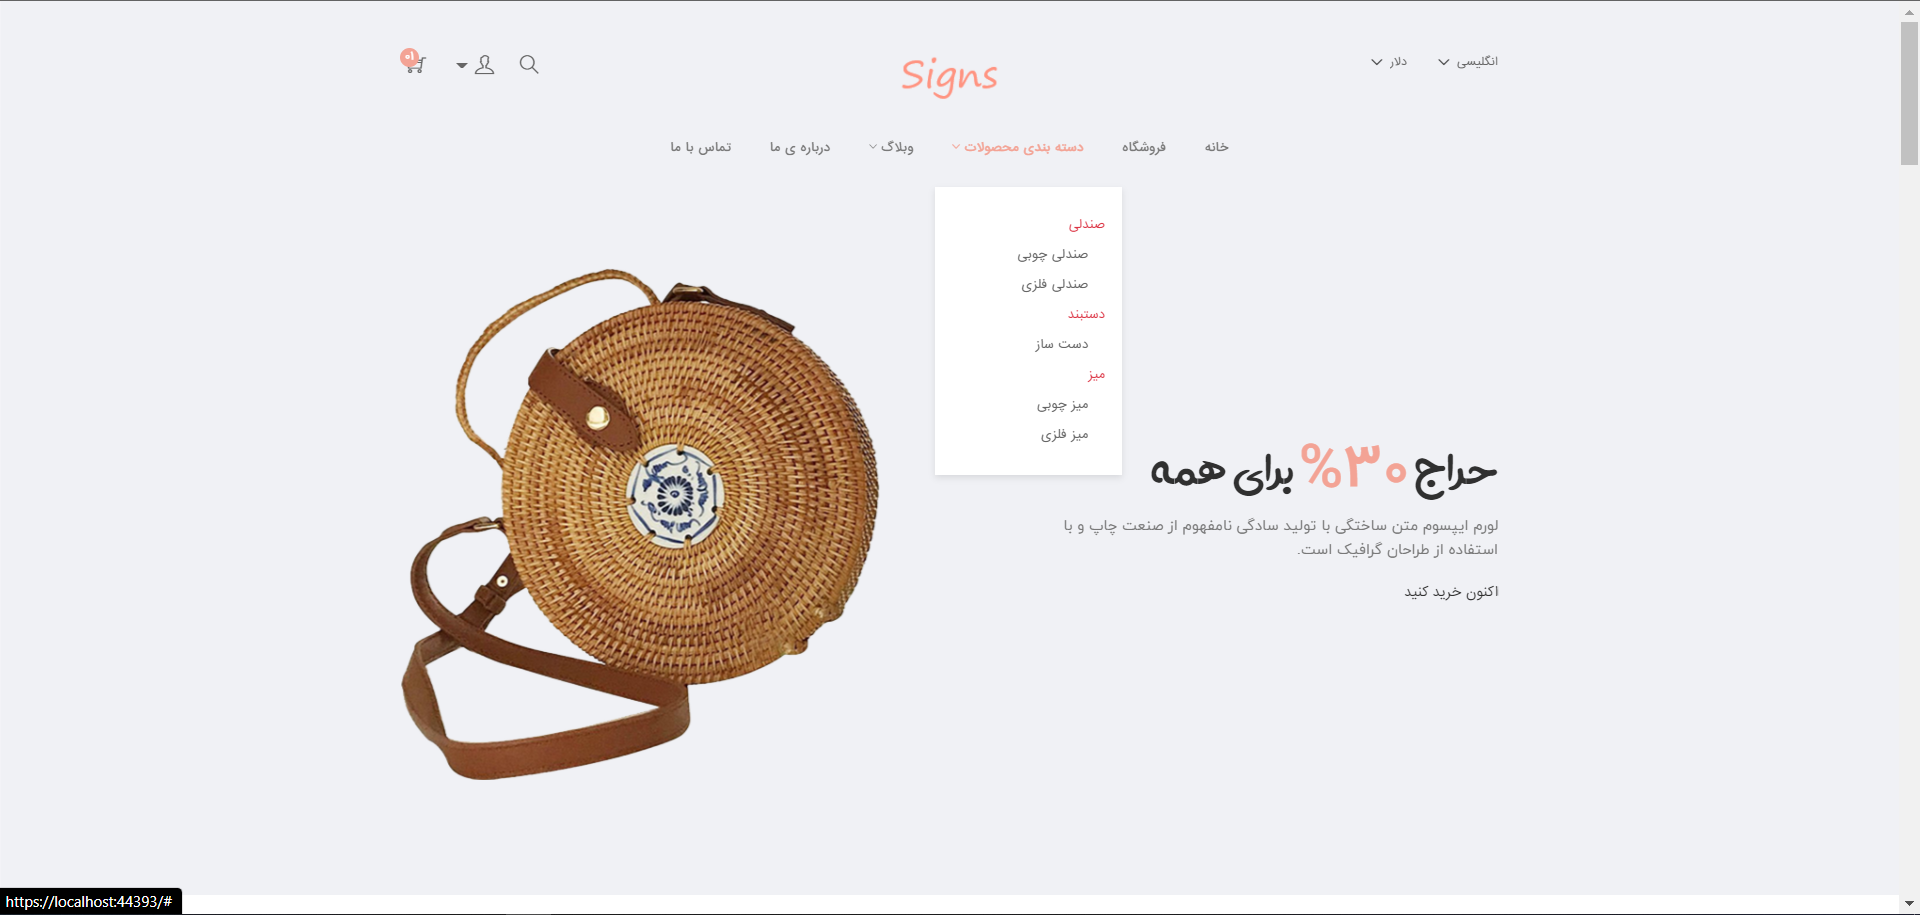 انگلیسی
دلار
Signs
۰۱
خانه
فروشگاه
دسته بندی محصولات
وبلاگ
درباره ی ما
تماس با ما
صندلی
صندلی چوبی
صندلی فلزی
دستبند
دست ساز
میز
میز چوبی
میز فلزی
حراج ۳۰% برای همه
لورم ایپسوم متن ساختگی با تولید سادگی نامفهوم از صنعت چاپ و با
استفاده از طراحان گرافیک است.
اکنون خرید کنید
https://localhost:44393/#